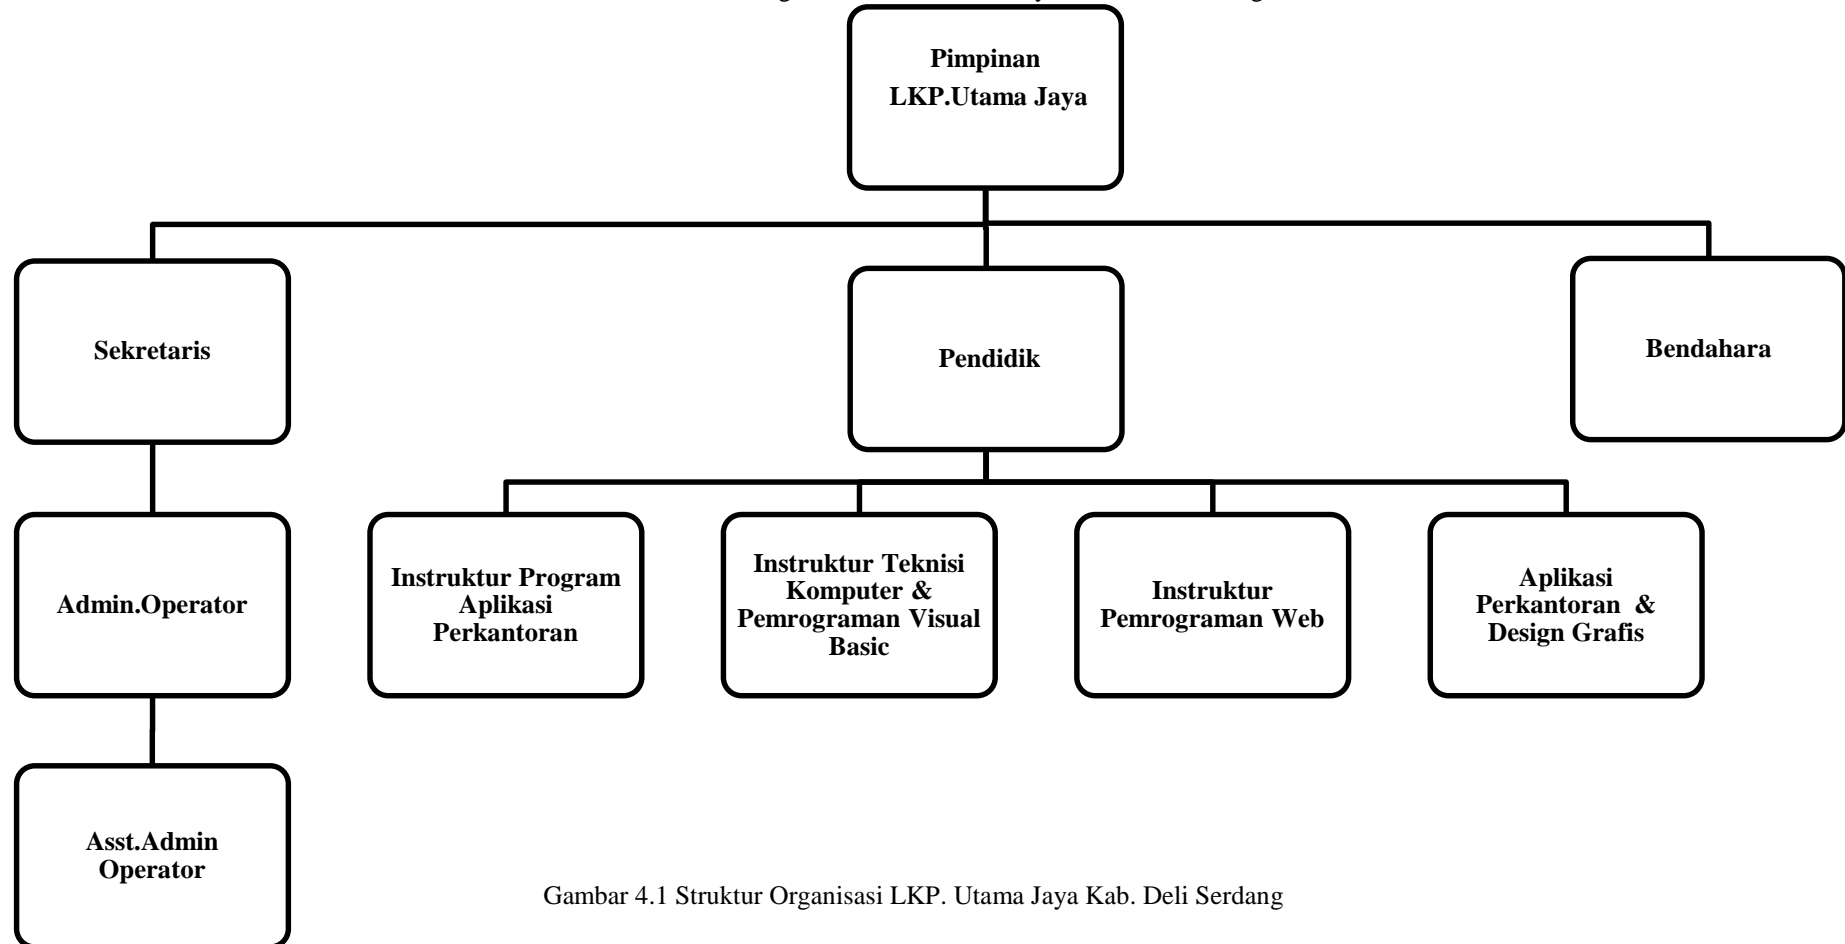 Pimpinan
LKP.Utama Jaya
Sekretaris
Pendidik
Bendahara
Admin.Operator
Instruktur Program
Aplikasi
Perkantoran
Instruktur Teknisi
Komputer &
Pemrograman Visual
Basic
Instruktur
Pemrograman Web
Aplikasi
Perkantoran &
Design Grafis
Asst.Admin
Operator
Gambar 4.1 Struktur Organisasi LKP. Utama Jaya Kab. Deli Serdang